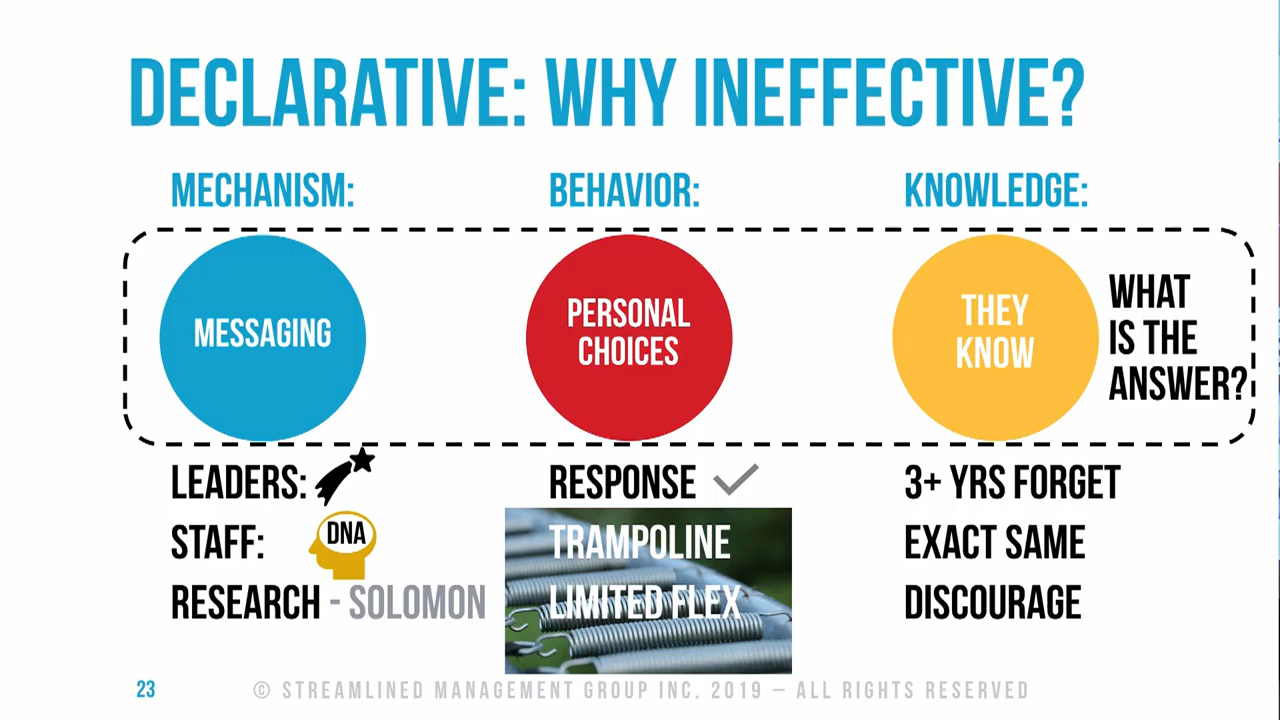 DECLARATIVE: WHY INEFFECTIVE?
MECHANISM:
BEHAVIOR:
KNOWLEDGE:
MESSAGING
PERSONAL
CHOICES
THEY
KNOW
WHAT
IS THE
ANSWER?
LEADERS:
STAFF:
DNA
RESEARCH - SOLOMON
RESPONSE
TRAMPOLINE
LIMITED FLEX
3+ YRS FORGET
EXACT SAME
DISCOURAGE
23
© STREAMLINED MANAGEMENT GROUP INC. 2019 – ALL RIGHTS RESERVED